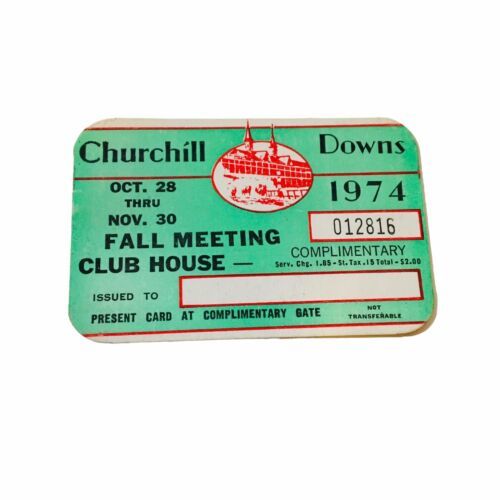 Churchill Downs
OCT. 28 1974
THRU
NOV. 30 012816
FALL MEETING COMPLIMENTARY
CLUB HOUSE — Serv. Chg. 1.85 - St. Tax .15 Total - $2.00
ISSUED TO
PRESENT CARD AT COMPLIMENTARY GATE
NOT
TRANSFERABLE